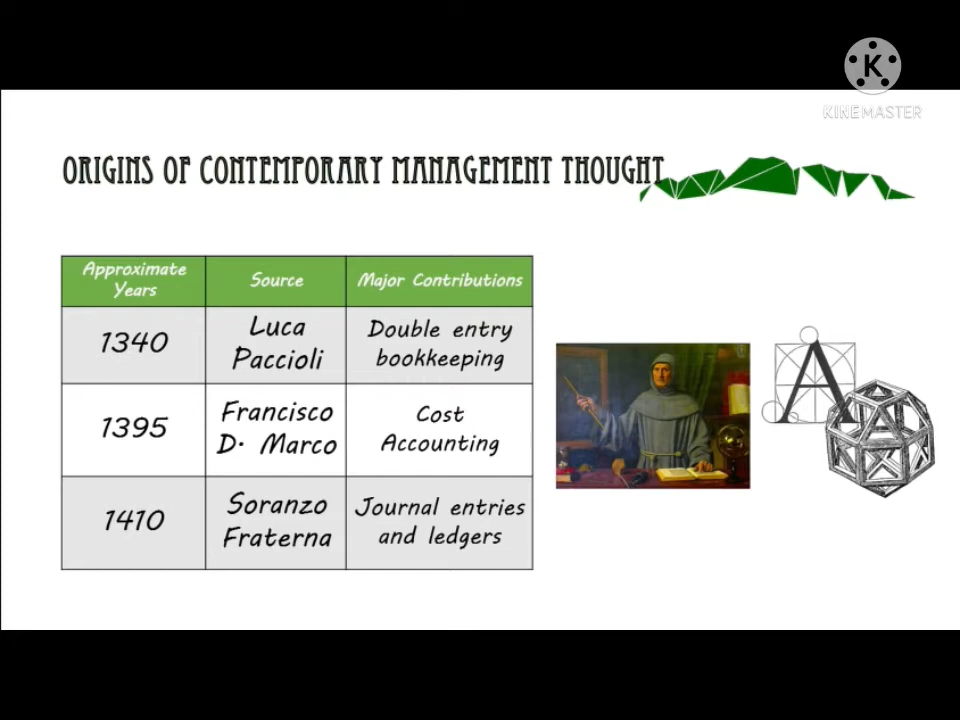 K
KINEMASTER
ORIGINS OF CONTEMPORARY MANAGEMENT THOUGHT
Approximate
Years
Source
Major Contributions
1340
Luca
Paccioli
Double entry
bookkeeping
1395
Francisco
D. Marco
Cost
Accounting
1410
Soranzo
Fraterna
Journal entries
and ledgers
A